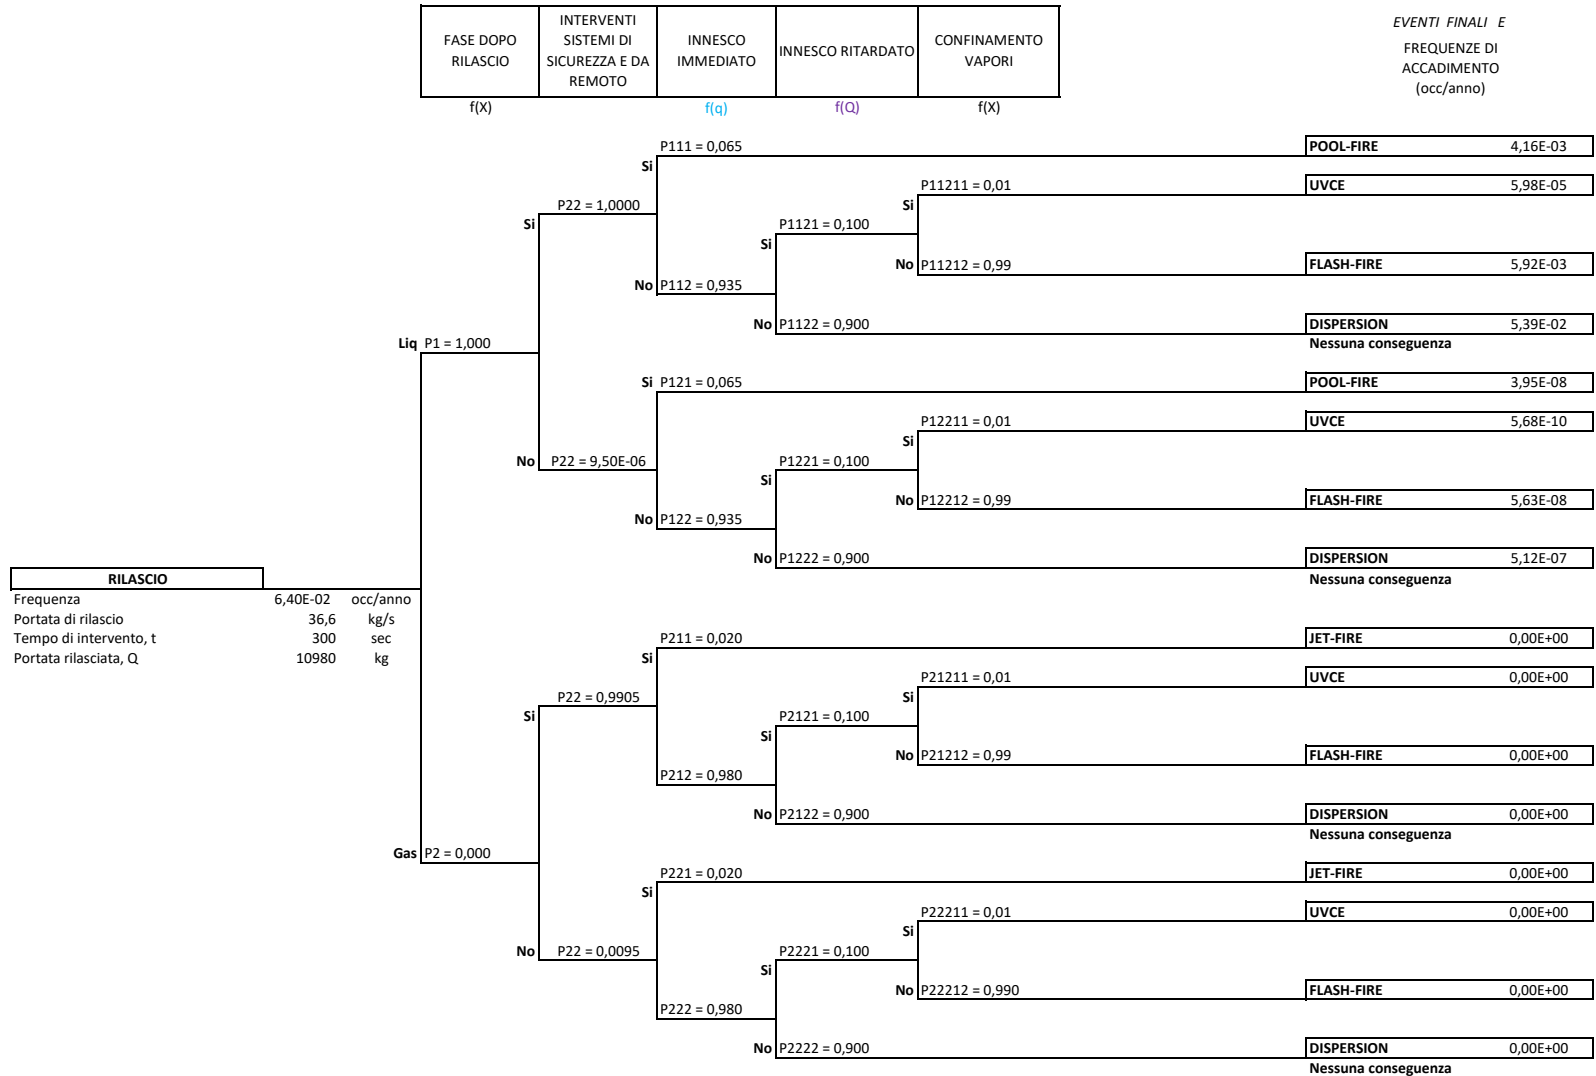 FASE DOPO
RILASCIO
INTERVENTI
SISTEMI DI
SICUREZZA E DA
REMOTO
INNESCO
IMMEDIATO
INNESCO RITARDATO
CONFINAMENTO
VAPORI
EVENTI FINALI E
FREQUENZE DI
ACCADIMENTO
(occ/anno)
f(X)
f(q)
f(Q)
f(X)
P111 = 0,065
POOL-FIRE 4,16E-03
Si
P11211 = 0,01
UVCE 5,98E-05
P22 = 1,0000
Si
Si
P1121 = 0,100
Si
No P11212 = 0,99
FLASH-FIRE 5,92E-03
No P112 = 0,935
No P1122 = 0,900
DISPERSION 5,39E-02
Nessuna conseguenza
Liq P1 = 1,000
Si P121 = 0,065
POOL-FIRE 3,95E-08
P12211 = 0,01
UVCE 5,68E-10
Si
No P22 = 9,50E-06
P1221 = 0,100
Si
No P12212 = 0,99
FLASH-FIRE 5,63E-08
No P122 = 0,935
No P1222 = 0,900
DISPERSION 5,12E-07
Nessuna conseguenza
RILASCIO
Frequenza 6,40E-02 occ/anno
Portata di rilascio 36,6 kg/s
Tempo di intervento, t 300 sec
Portata rilasciata, Q 10980 kg
P211 = 0,020
JET-FIRE 0,00E+00
Si
P21211 = 0,01
UVCE 0,00E+00
P22 = 0,9905
Si
Si
P2121 = 0,100
Si
No P21212 = 0,99
FLASH-FIRE 0,00E+00
P212 = 0,980
No P2122 = 0,900
DISPERSION 0,00E+00
Nessuna conseguenza
Gas P2 = 0,000
P221 = 0,020
JET-FIRE 0,00E+00
Si
P22211 = 0,01
UVCE 0,00E+00
Si
No P22 = 0,0095
P2221 = 0,100
Si
No P22212 = 0,990
FLASH-FIRE 0,00E+00
P222 = 0,980
No P2222 = 0,900
DISPERSION 0,00E+00
Nessuna conseguenza